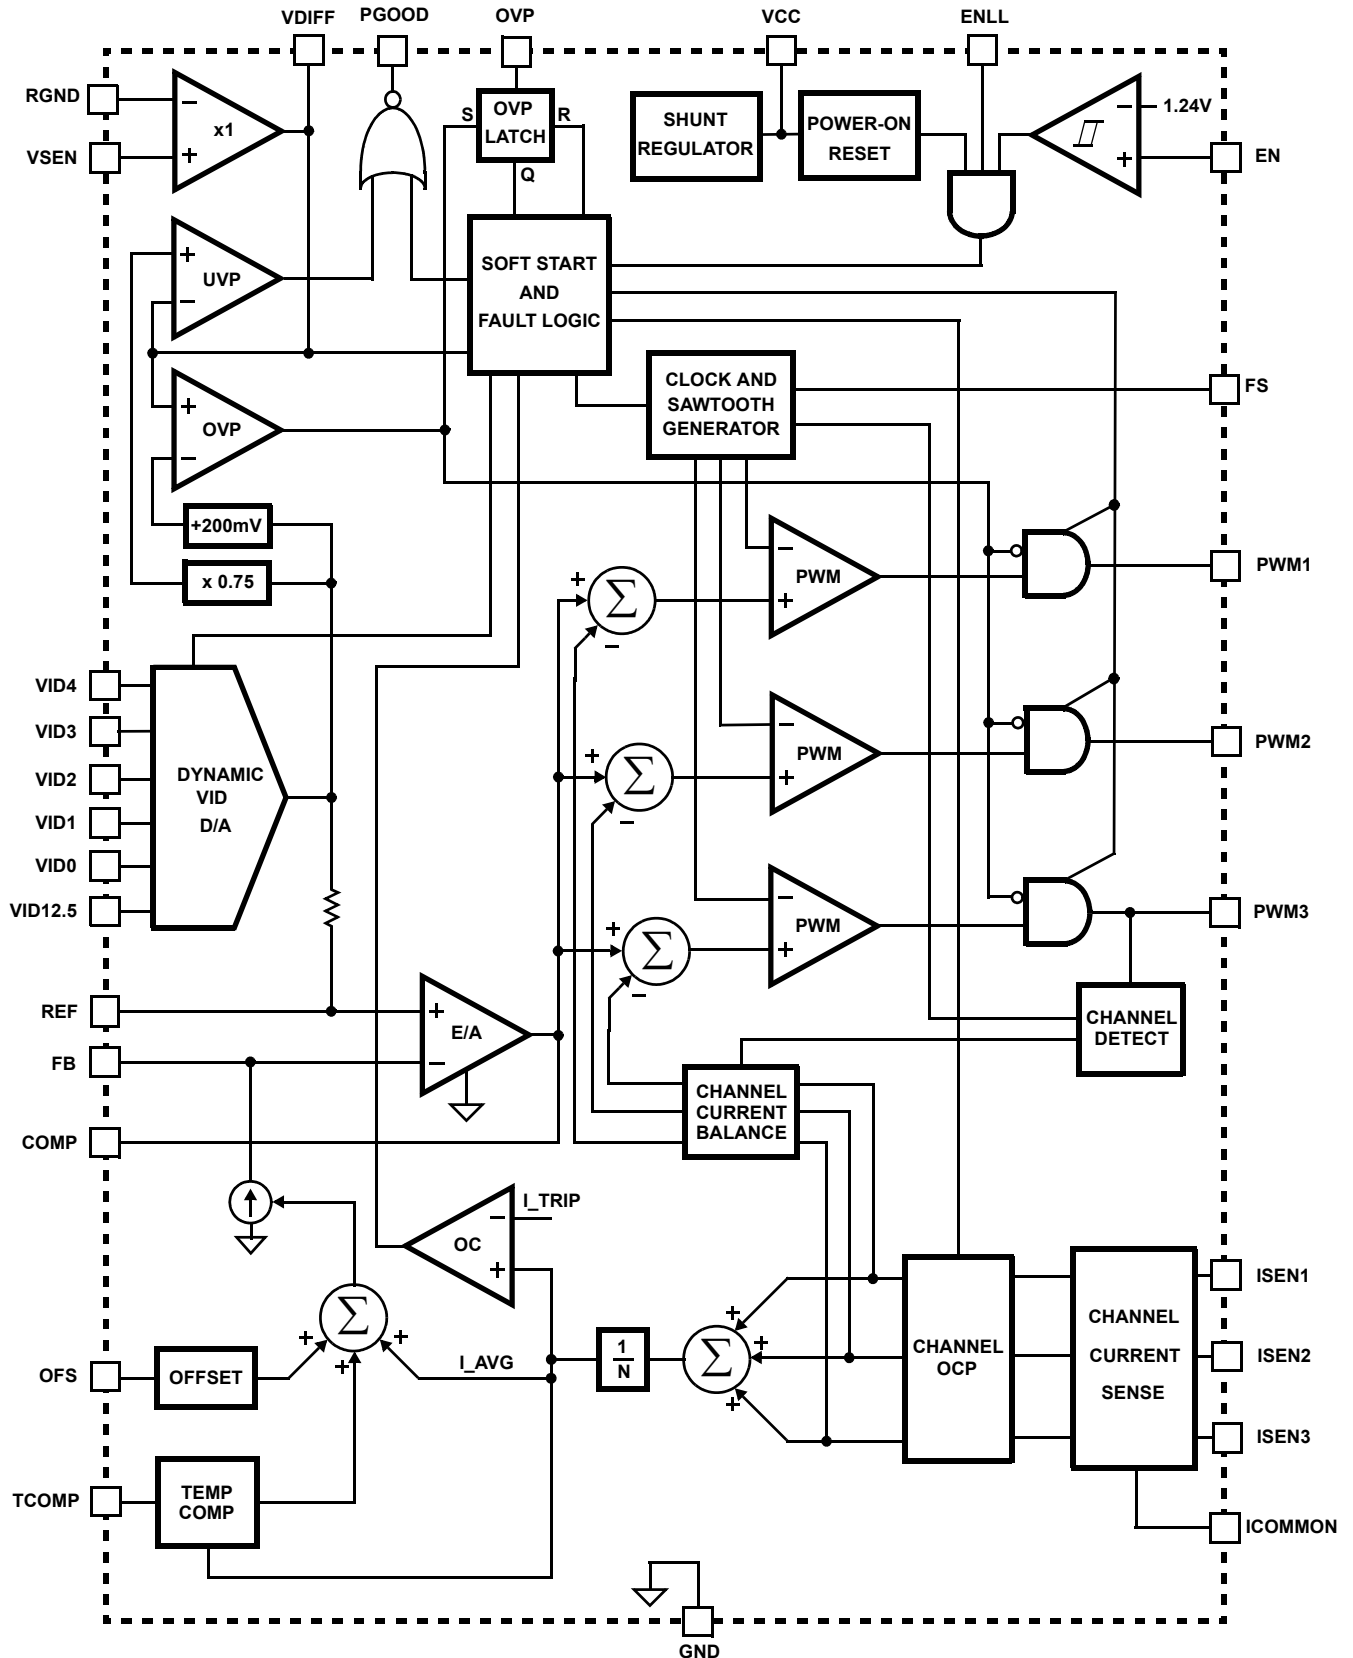 VDIFF
PGOOD
OVP
VCC
ENLL
RGND
VSEN
−
x1
+
S
OVP
LATCH
R
Q
SHUNT
REGULATOR
POWER-ON
RESET
−
1.24V
+
EN
+
UVP
−
SOFT START
AND
FAULT LOGIC
+
OVP
−
CLOCK AND
SAWTOOTH
GENERATOR
FS
+200mV
x 0.75
+
Σ
−
−
PWM
+
PWM1
VID4
VID3
VID2
VID1
VID0
VID12.5
DYNAMIC
VID
D/A
+
Σ
−
−
PWM
+
PWM2
+
Σ
−
−
PWM
+
PWM3
REF
FB
COMP
+
E/A
−
CHANNEL
DETECT
CHANNEL
CURRENT
BALANCE
I_TRIP
−
OC
+
Σ
+
+
+
I_AVG
OFS
OFFSET
TCOMP
TEMP
COMP
1
N
Σ
+
+
+
CHANNEL
OCP
CHANNEL
CURRENT
SENSE
ISEN1
ISEN2
ISEN3
ICOMMON
GND